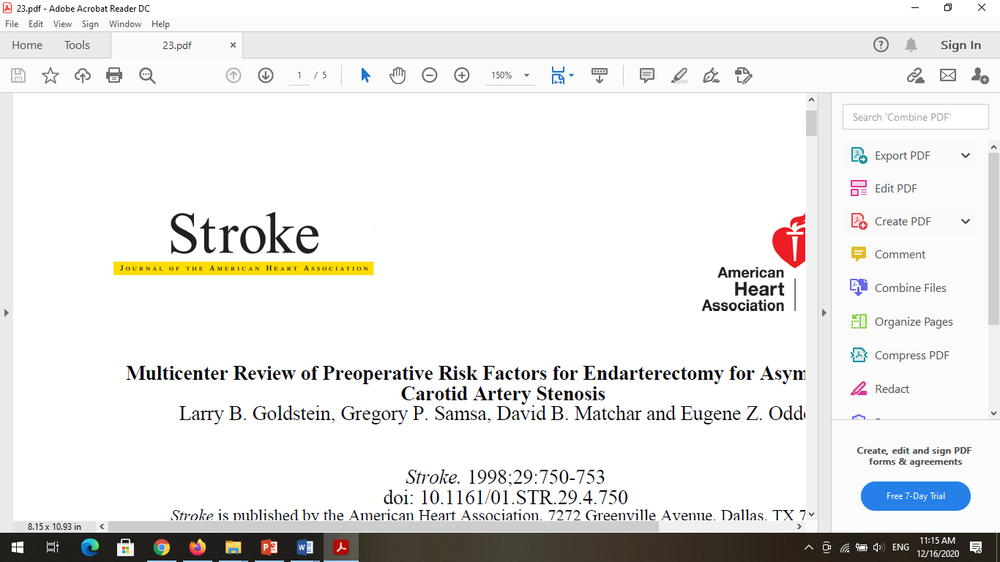 23.pdf - Adobe Acrobat Reader DC
File Edit View Sign Window Help
Home Tools 23.pdf Sign In
1 / 5 150%
Search 'Combine PDF'
Export PDF
Edit PDF
Create PDF
Comment
Combine Files
Organize Pages
Compress PDF
Redact
Create, edit and sign PDF
forms & agreements
Free 7-Day Trial
Stroke
JOURNAL OF THE AMERICAN HEART ASSOCIATION
American
Heart
Association
Multicenter Review of Preoperative Risk Factors for Endarterectomy for Asym
Carotid Artery Stenosis
Larry B. Goldstein, Gregory P. Samsa, David B. Matchar and Eugene Z. Oddo
Stroke. 1998;29:750-753
doi: 10.1161/01.STR.29.4.750
Stroke is published by the American Heart Association, 7272 Greenville Avenue, Dallas, TX 7
8.15 x 10.93 in
ENG
11:15 AM
12/16/2020